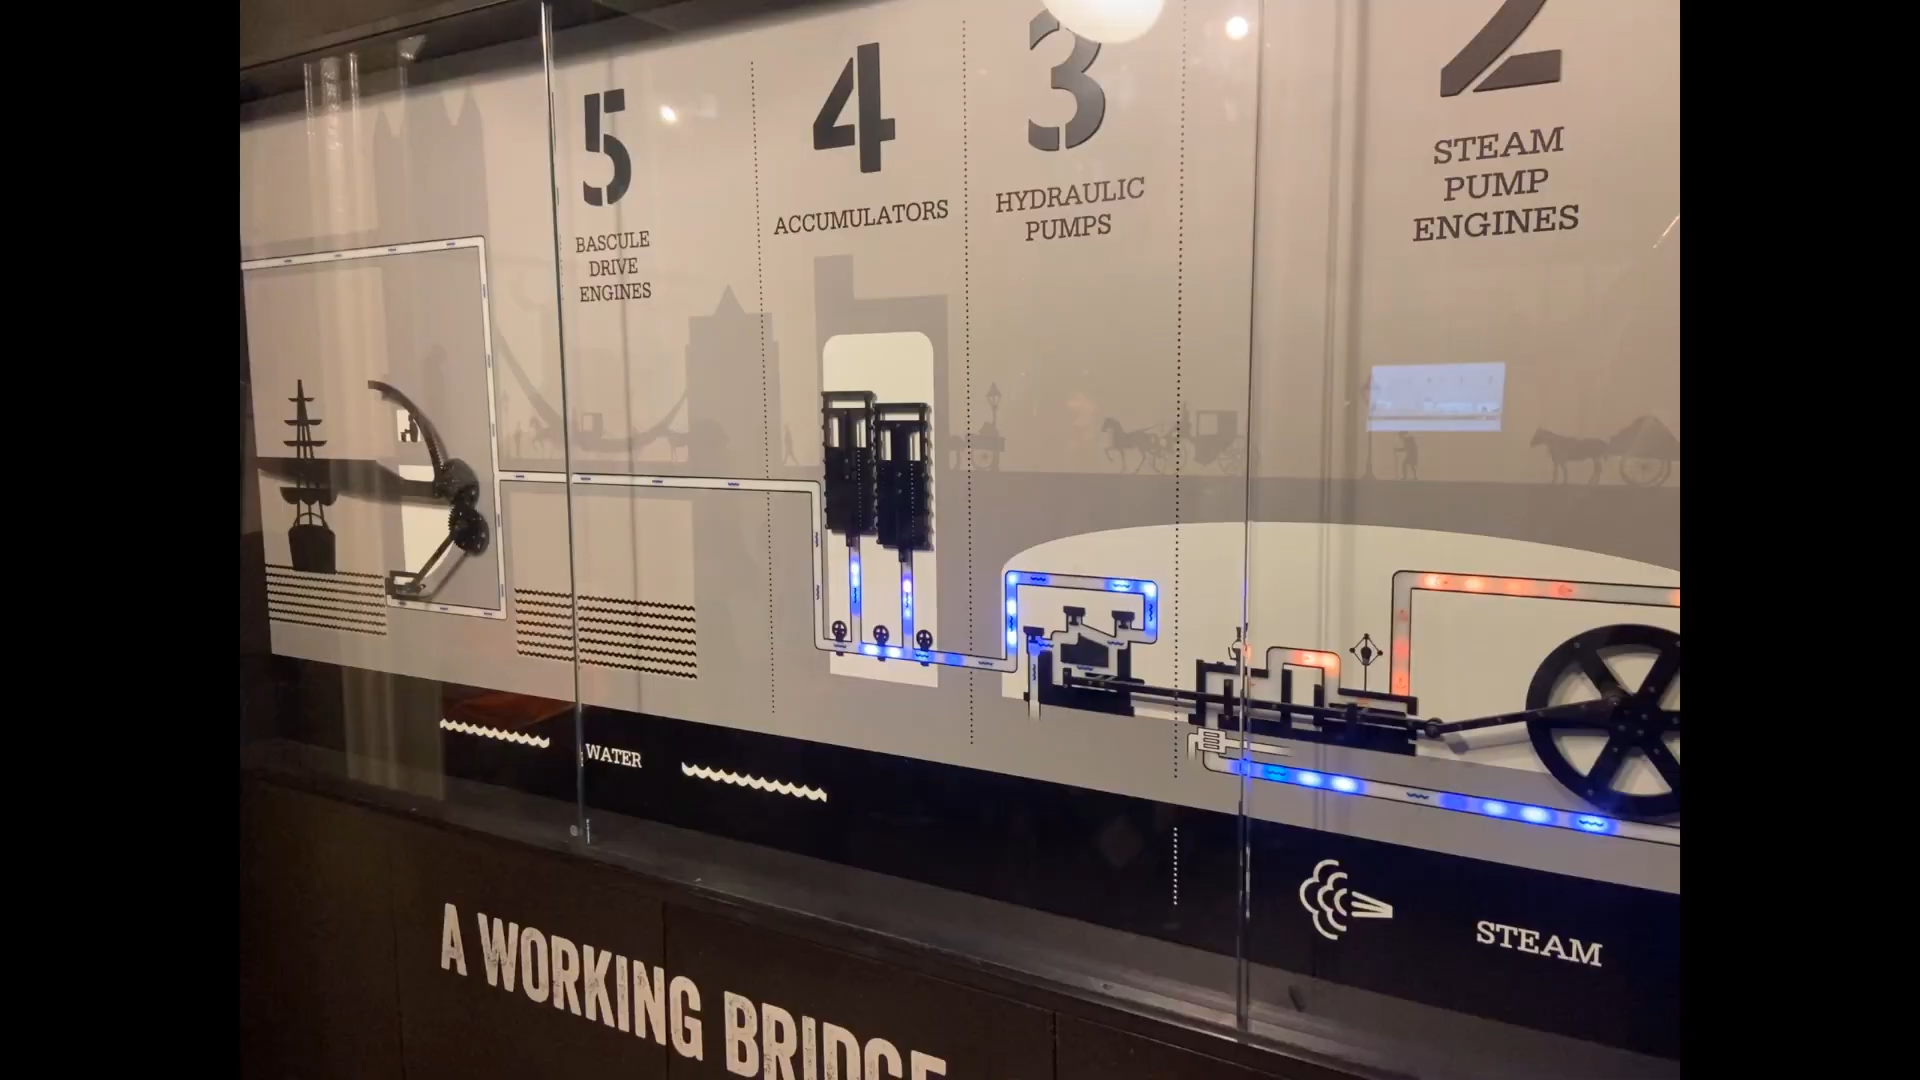 5
BASCULE
DRIVE
ENGINES
4
ACCUMULATORS
3
HYDRAULIC
PUMPS
2
STEAM
PUMP
ENGINES
WATER
STEAM
A WORKING BRIDGE